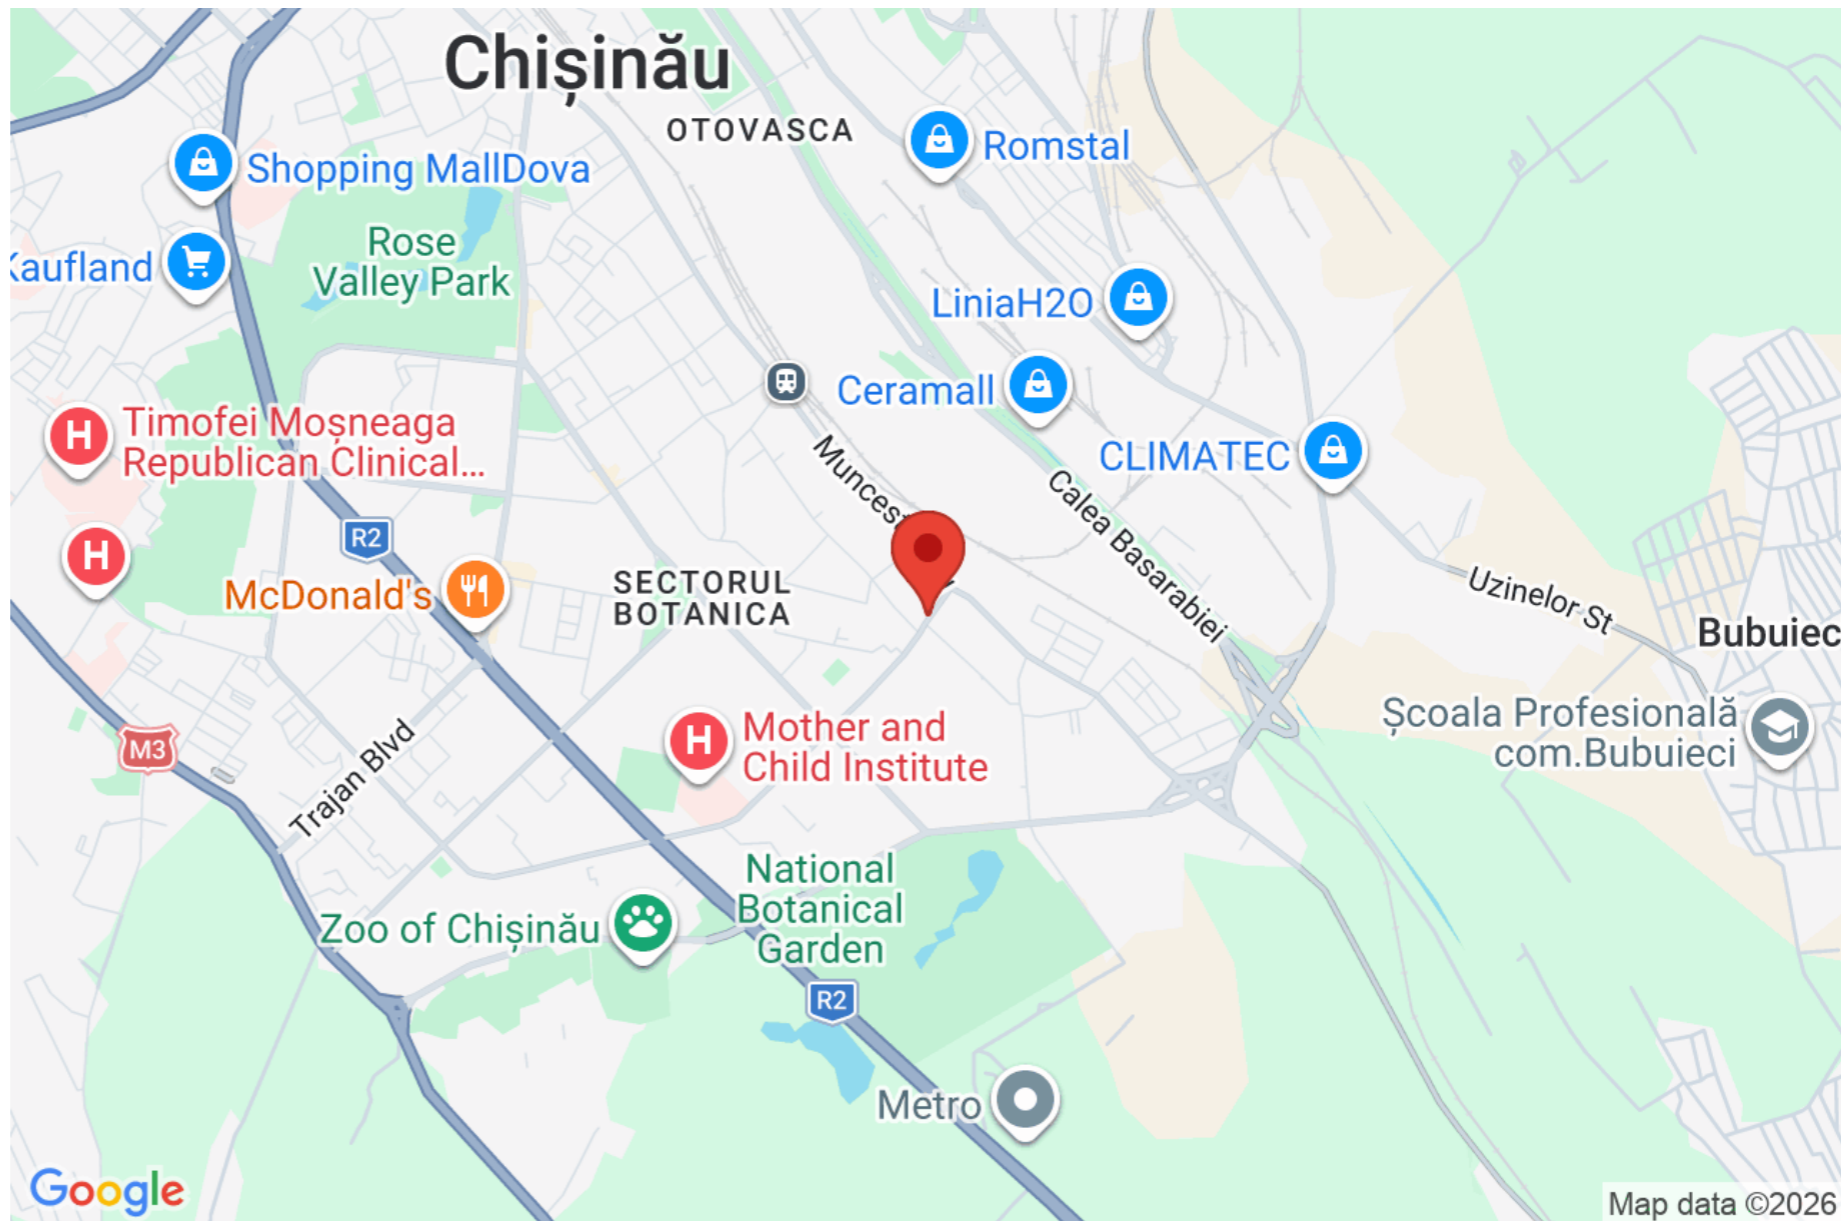 Chișinău
OTOVASCA
Romstal
Shopping MallDova
Rose
Valley Park
Kaufland
LiniaH2O
Ceramall
Timofei Moșneaga
Republican Clinical...
CLIMATEC
Calea Basarabiei
R2
McDonald's
SECTORUL
BOTANICA
Uzinelor St
Bubuiec
Școala Profesională
com.Bubuieci
Mother and
Child Institute
M3
Trajan Blvd
National
Botanical
Garden
Zoo of Chișinău
R2
Metro
Google
Map data ©2026